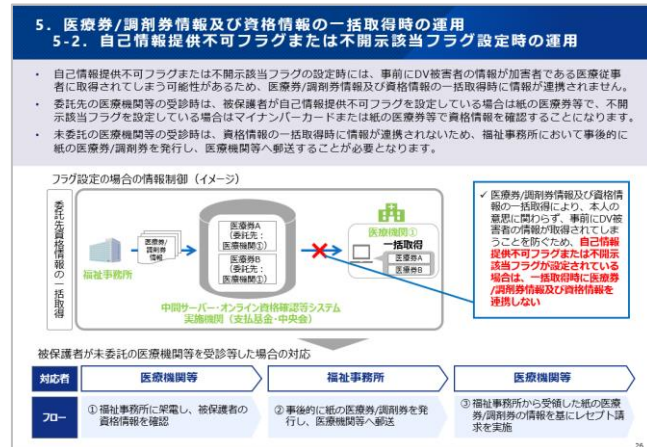 5．医療券/調剤券情報及び資格情報の一括取得時の運用
5-2．自己情報提供不可フラグまたは不開示該当フラグ設定時の運用
・ 自己情報提供不可フラグまたは不開示該当フラグの設定時には、事前にDV被害者の情報が加害者である医療従事
者に取得されてしまう可能性があるため、医療券/調剤券情報及び資格情報の一括取得時に情報が連携されません。
・ 委託先の医療機関等の受診時は、被保護者が自己情報提供不可フラグを設定している場合は紙の医療券等で、不開
示該当フラグを設定している場合はマイナンバーカードまたは紙の医療券等で資格情報を確認することになります。
・ 未委託の医療機関等の受診時は、資格情報の一括取得時に情報が連携されないため、福祉事務所において事後的に
紙の医療券/調剤券を発行し、医療機関等へ郵送することが必要となります。
フラグ設定の場合の情報制御（イメージ）
委託先資格情報の一括取得
福祉事務所
医療券/
調剤券
情報
医療券A
（委託先：
医療機関①）
医療券B
（委託先：
医療機関①）
中間サーバー・オンライン資格確認等システム
実施機関（支払基金・中央会）
医療機関①
一括取得
医療券A
医療券B
✓ 医療券/調剤券情報及び資格情報
の一括取得により、本人の
意思に関わらず、事前にDV被
害者の情報が取得されてしま
うことを防ぐため、自己情報
提供不可フラグまたは不開示
該当フラグが設定されている
場合は、一括取得時に医療券
/調剤券情報及び資格情報を
連携しない
被保護者が未委託の医療機関等を受診等した場合の対応
対応者
医療機関等
福祉事務所
医療機関等
フロー
① 福祉事務所に架電し、被保護者の
資格情報を確認
② 事後的に紙の医療券/調剤券を発
行し、医療機関等へ郵送
③ 福祉事務所から受領した紙の医療
券/調剤券の情報を基にレセプト請
求を実施
26